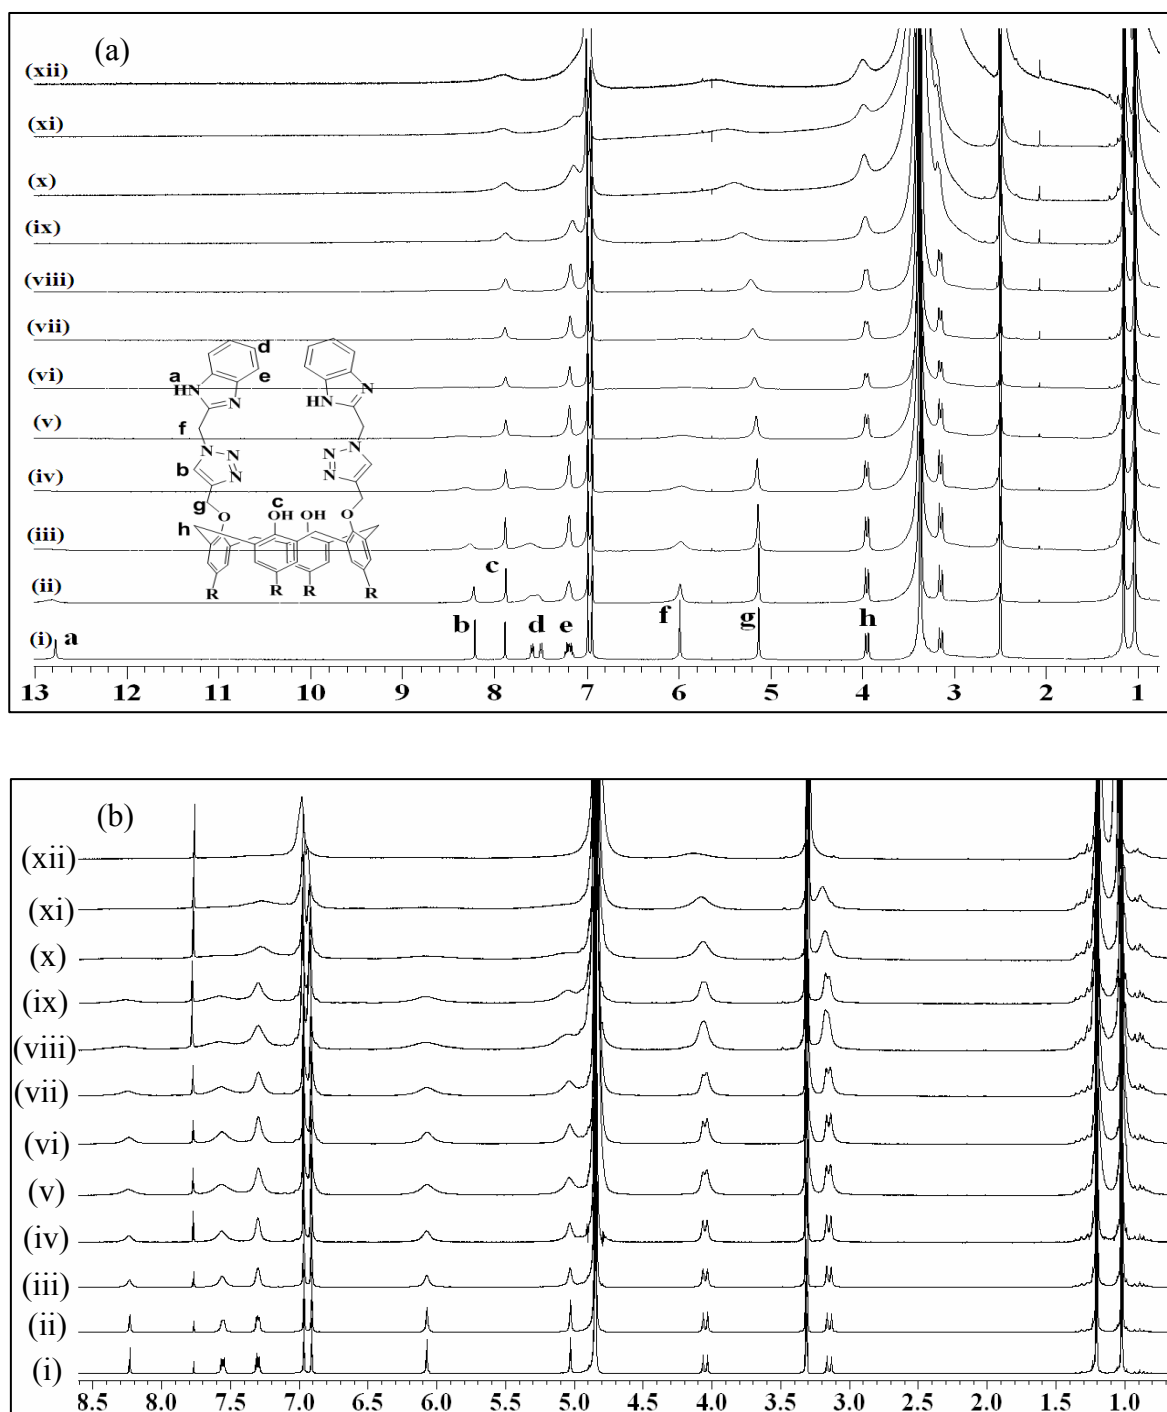 (a)
(xii)
(xi)
(x)
(ix)
(viii)
(vii)
(vi)
(v)
(iv)
(iii)
(ii)
(i)
d
a
e
HN
N
N
HN
f
N
N
N
N
N
N
b
g
c
O
OH
OH
O
h
R
R
R
R
c
a
b
d
e
f
g
h
13 12 11 10 9 8 7 6 5 4 3 2 1
(b)
(xii)
(xi)
(x)
(ix)
(viii)
(vii)
(vi)
(v)
(iv)
(iii)
(ii)
(i)
8.5 8.0 7.5 7.0 6.5 6.0 5.5 5.0 4.5 4.0 3.5 3.0 2.5 2.0 1.5 1.0